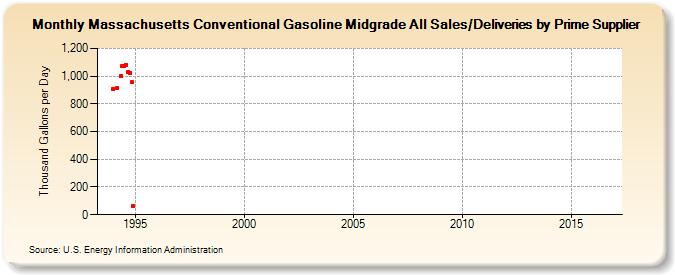 Monthly Massachusetts Conventional Gasoline Midgrade All Sales/Deliveries by Prime Supplier
Thousand Gallons per Day
1,200
1,000
800
600
400
200
0
1995 2000 2005 2010 2015
Source: U.S. Energy Information Administration